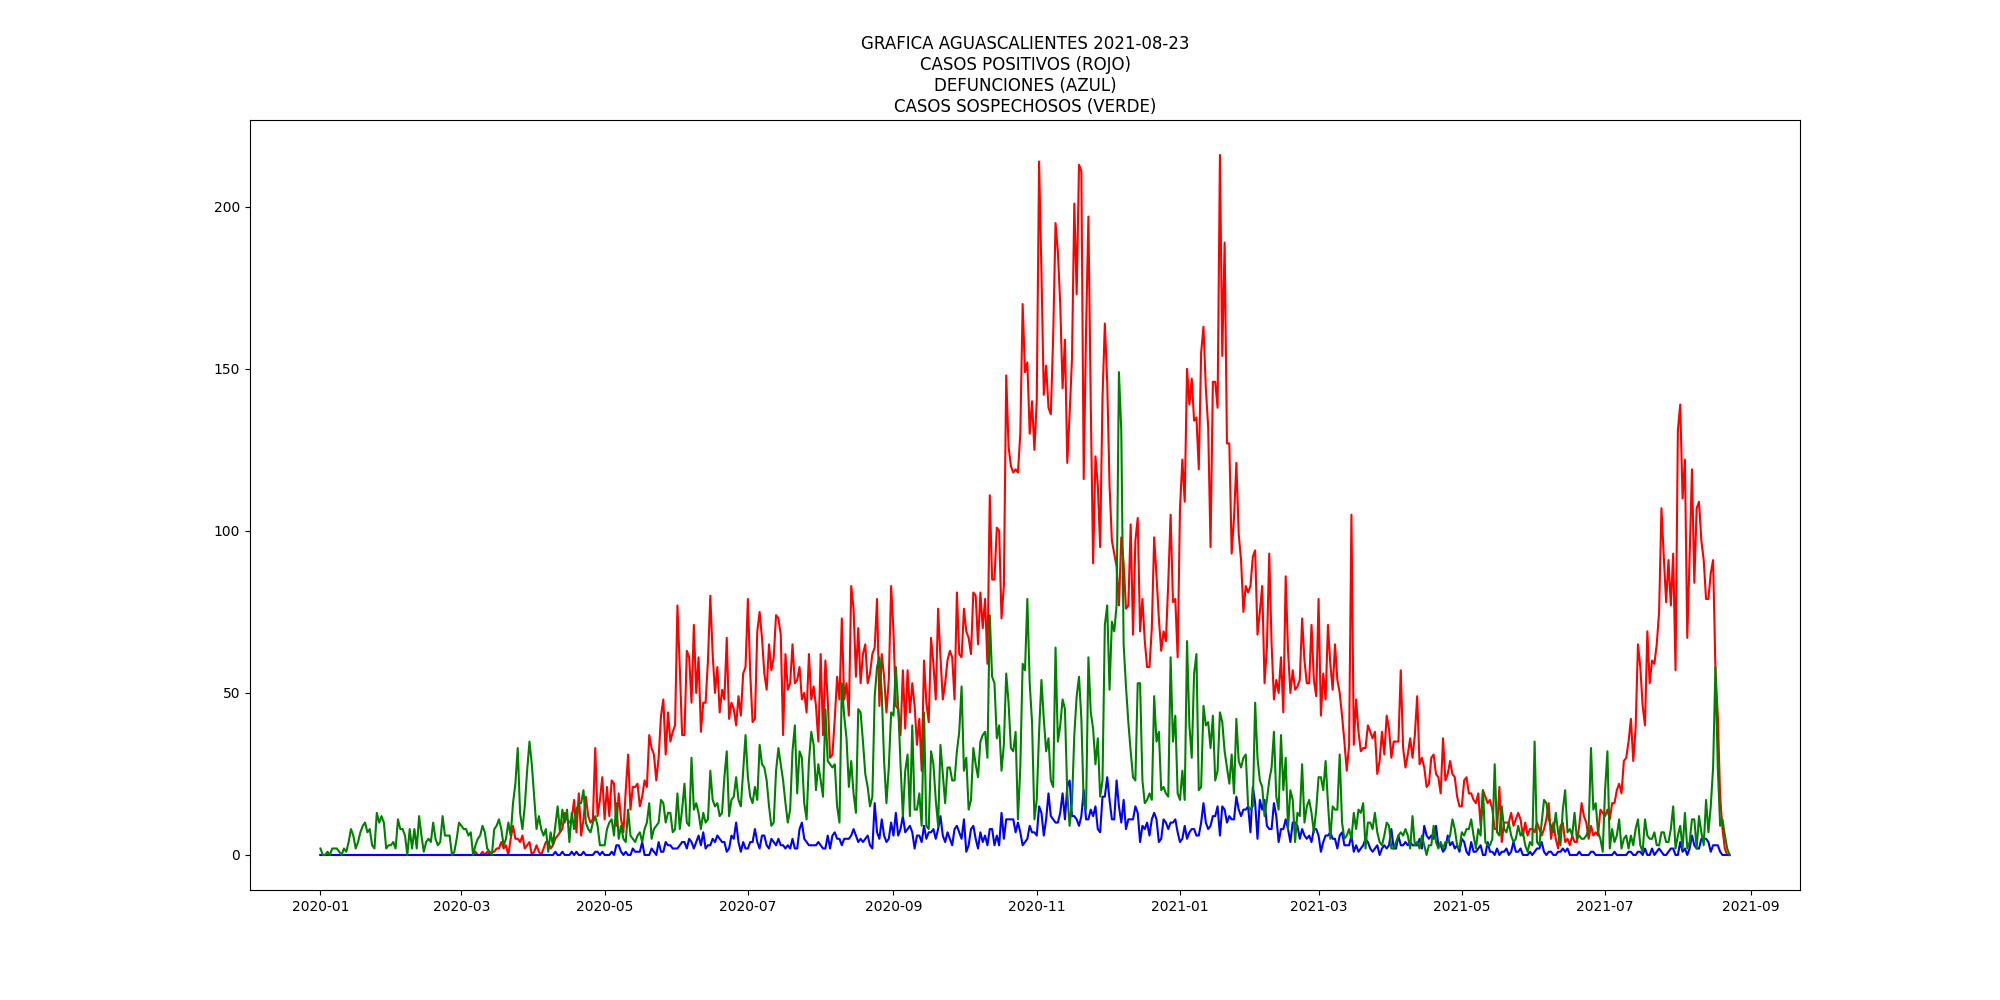 GRAFICA AGUASCALIENTES 2021-08-23
CASOS POSITIVOS (ROJO)
DEFUNCIONES (AZUL)
CASOS SOSPECHOSOS (VERDE)
200
150
100
50
0
2020-01 2020-03 2020-05 2020-07 2020-09 2020-11 2021-01 2021-03 2021-05 2021-07 2021-09